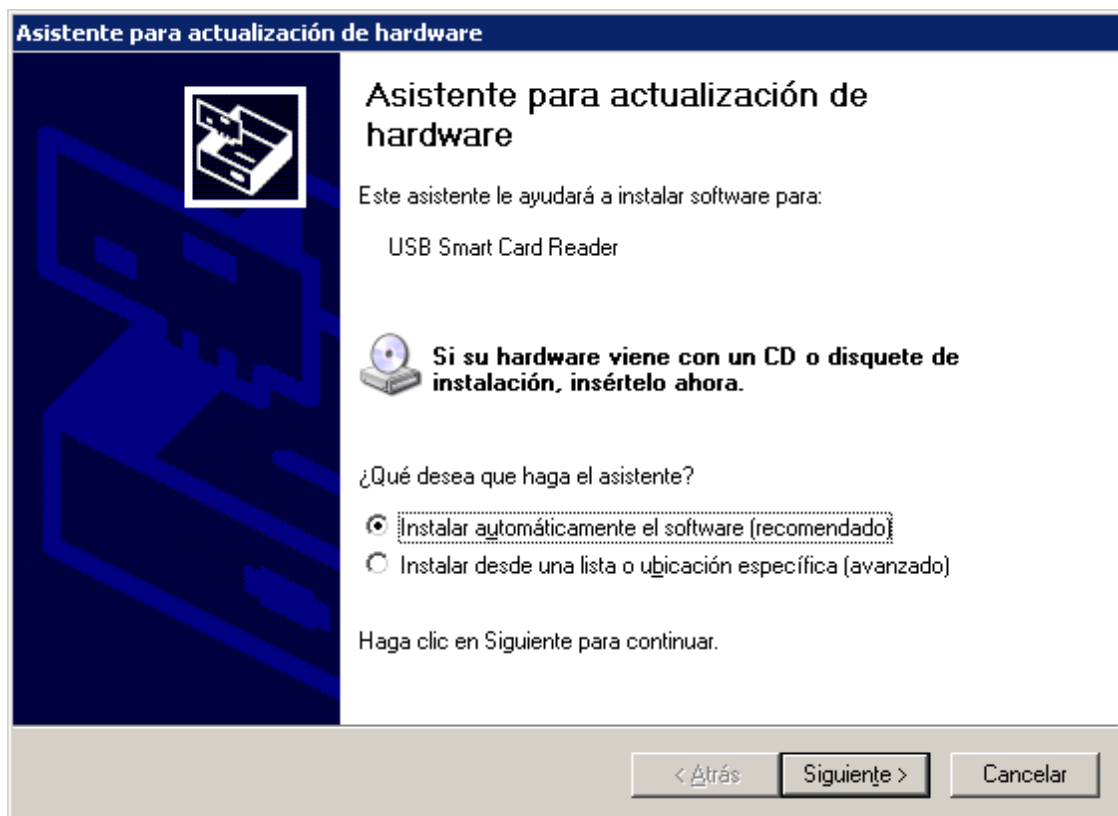 Asistente para actualización de hardware
Asistente para actualización de
hardware
Este asistente le ayudará a instalar software para:
USB Smart Card Reader
Si su hardware viene con un CD o disquete de
instalación, insértelo ahora.
¿Qué desea que haga el asistente?
Instalar automáticamente el software (recomendado)
Instalar desde una lista o ubicación específica (avanzado)
Haga clic en Siguiente para continuar.
< Atrás
Siguiente >
Cancelar